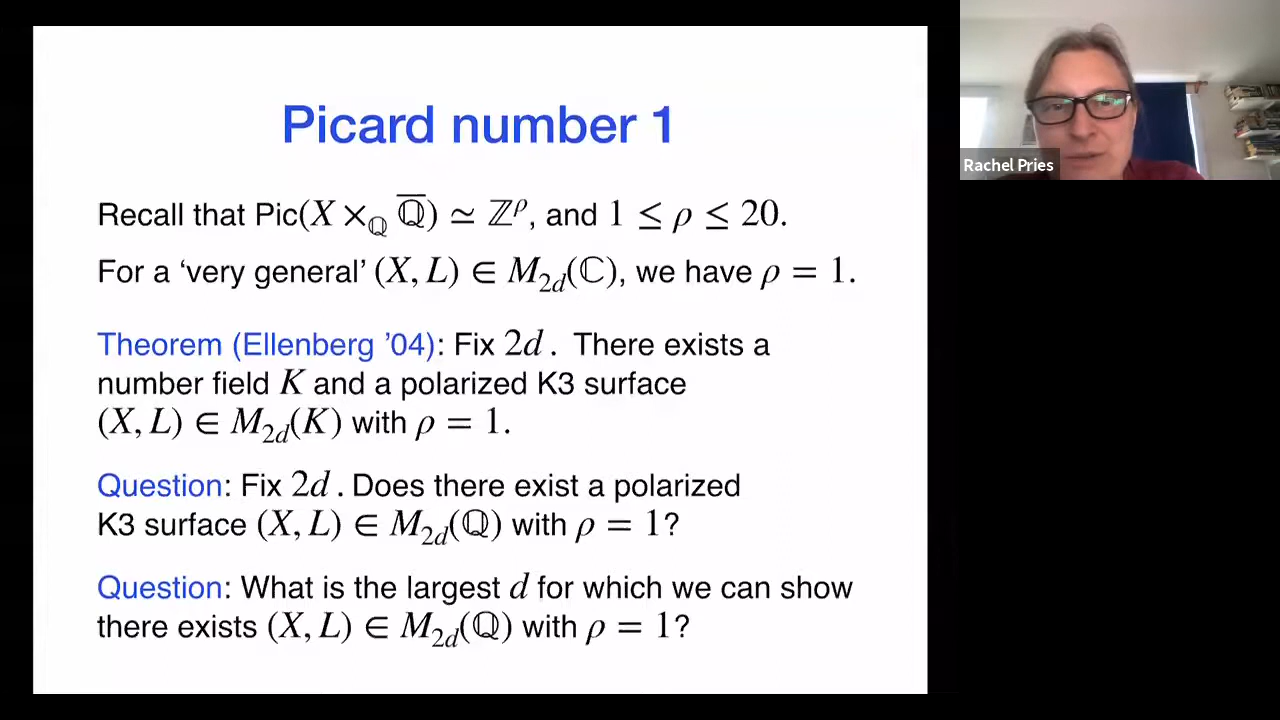 Picard number 1
Recall that Pic(X ×_ℚ ℚ̅) ≃ ℤ^ρ, and 1 ≤ ρ ≤ 20.
For a ‘very general’ (X, L) ∈ M_{2d}(ℂ), we have ρ = 1.
Theorem (Ellenberg ’04): Fix 2d . There exists a
number field K and a polarized K3 surface
(X, L) ∈ M_{2d}(K) with ρ = 1.
Question: Fix 2d . Does there exist a polarized
K3 surface (X, L) ∈ M_{2d}(ℚ) with ρ = 1?
Question: What is the largest d for which we can show
there exists (X, L) ∈ M_{2d}(ℚ) with ρ = 1?
Rachel Pries